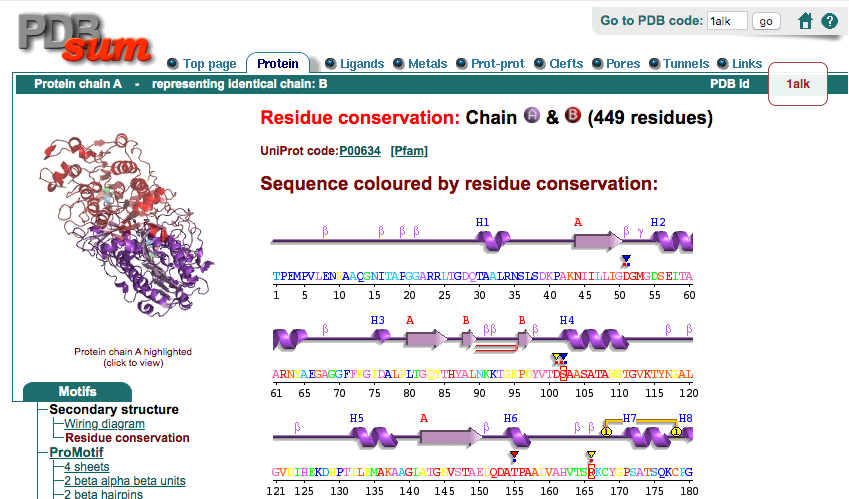 PDBsum
Go to PDB code: 1alk go
Top page Protein Ligands Metals Prot-prot Clefts Pores Tunnels Links
Protein chain A - representing identical chain: B PDB id 1alk
Residue conservation: Chain A & B (449 residues)
UniProt code:P00634 [Pfam]
Sequence coloured by residue conservation:
Protein chain A highlighted
(click to view)
Motifs
Secondary structure
Wiring diagram
Residue conservation
ProMotif
4 sheets
2 beta alpha beta units
2 beta hairpins
β β β β H1 A β γ H2
TPEMPVLENRAAQGNITAPGGARRLTGDQTAALRNSLSDKPAKNIILLIGDGMGDSEITA
1 5 10 15 20 25 30 35 40 45 50 55 60
β H3 A B β β B β H4 β β
ARNYAEGAGGFFKGIDALPLTGQYTHYALNKKTGKPDYVTDSAASATAWSTGVKTYNGAL
61 65 70 75 80 85 90 95 100 105 110 115 120
β H5 A β H6 β β H7 H8
GVDIHEKDHPTILEMAKAAGLATGNVSTAELQDATPAALVAHVTSRKCYGPSATSQKCPG
121 125 130 135 140 145 150 155 160 165 170 175 180